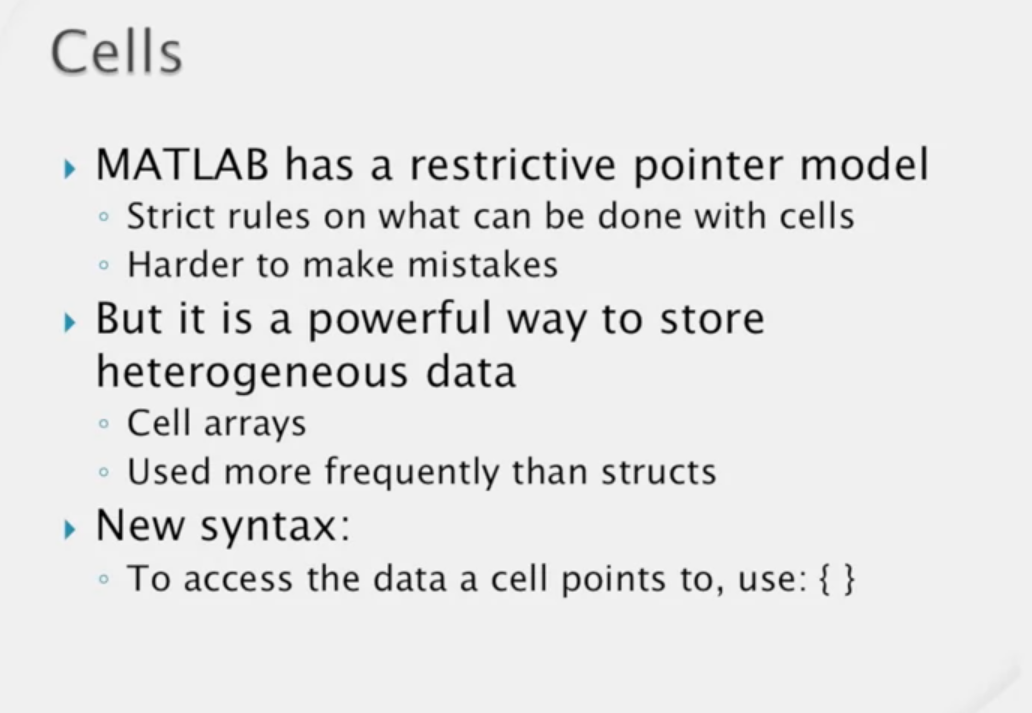 Cells
MATLAB has a restrictive pointer model
Strict rules on what can be done with cells
Harder to make mistakes
But it is a powerful way to store
heterogeneous data
Cell arrays
Used more frequently than structs
New syntax:
To access the data a cell points to, use: { }